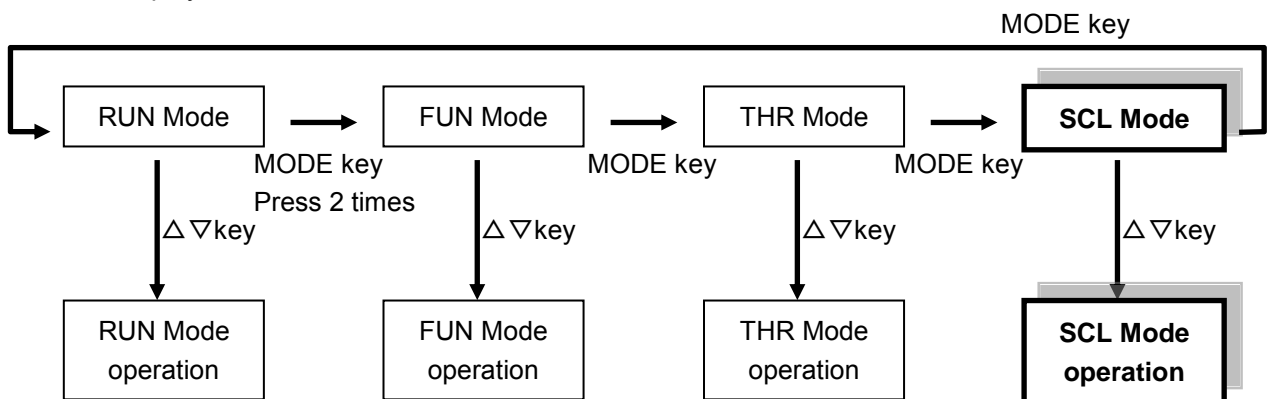 MODE key
RUN Mode
FUN Mode
THR Mode
SCL Mode
MODE key
Press 2 times
MODE key
MODE key
△▽key
△▽key
△▽key
△▽key
RUN Mode
operation
FUN Mode
operation
THR Mode
operation
SCL Mode
operation